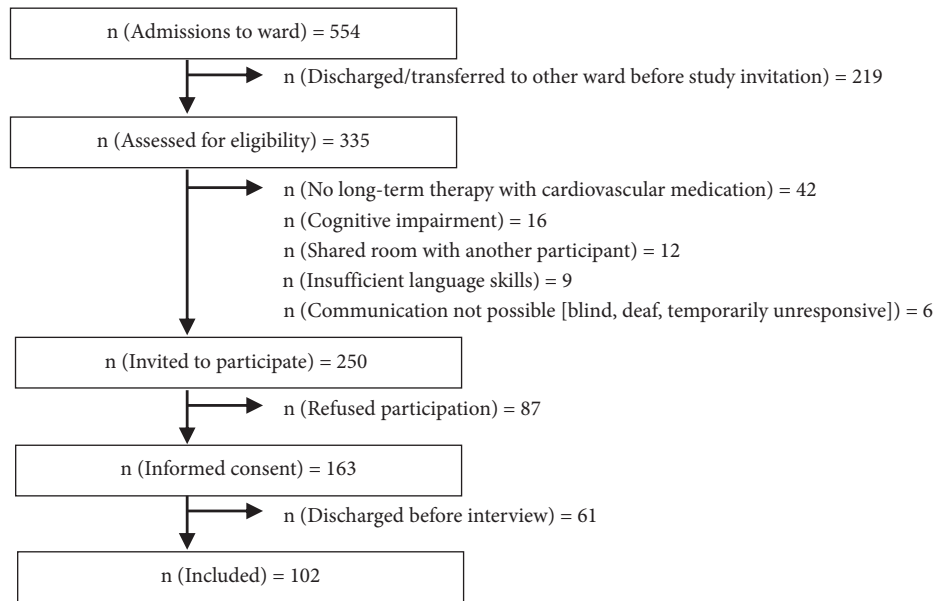 n (Admissions to ward) = 554
n (Discharged/transferred to other ward before study invitation) = 219
n (Assessed for eligibility) = 335
n (No long-term therapy with cardiovascular medication) = 42
n (Cognitive impairment) = 16
n (Shared room with another participant) = 12
n (Insufficient language skills) = 9
n (Communication not possible [blind, deaf, temporarily unresponsive]) = 6
n (Invited to participate) = 250
n (Refused participation) = 87
n (Informed consent) = 163
n (Discharged before interview) = 61
n (Included) = 102